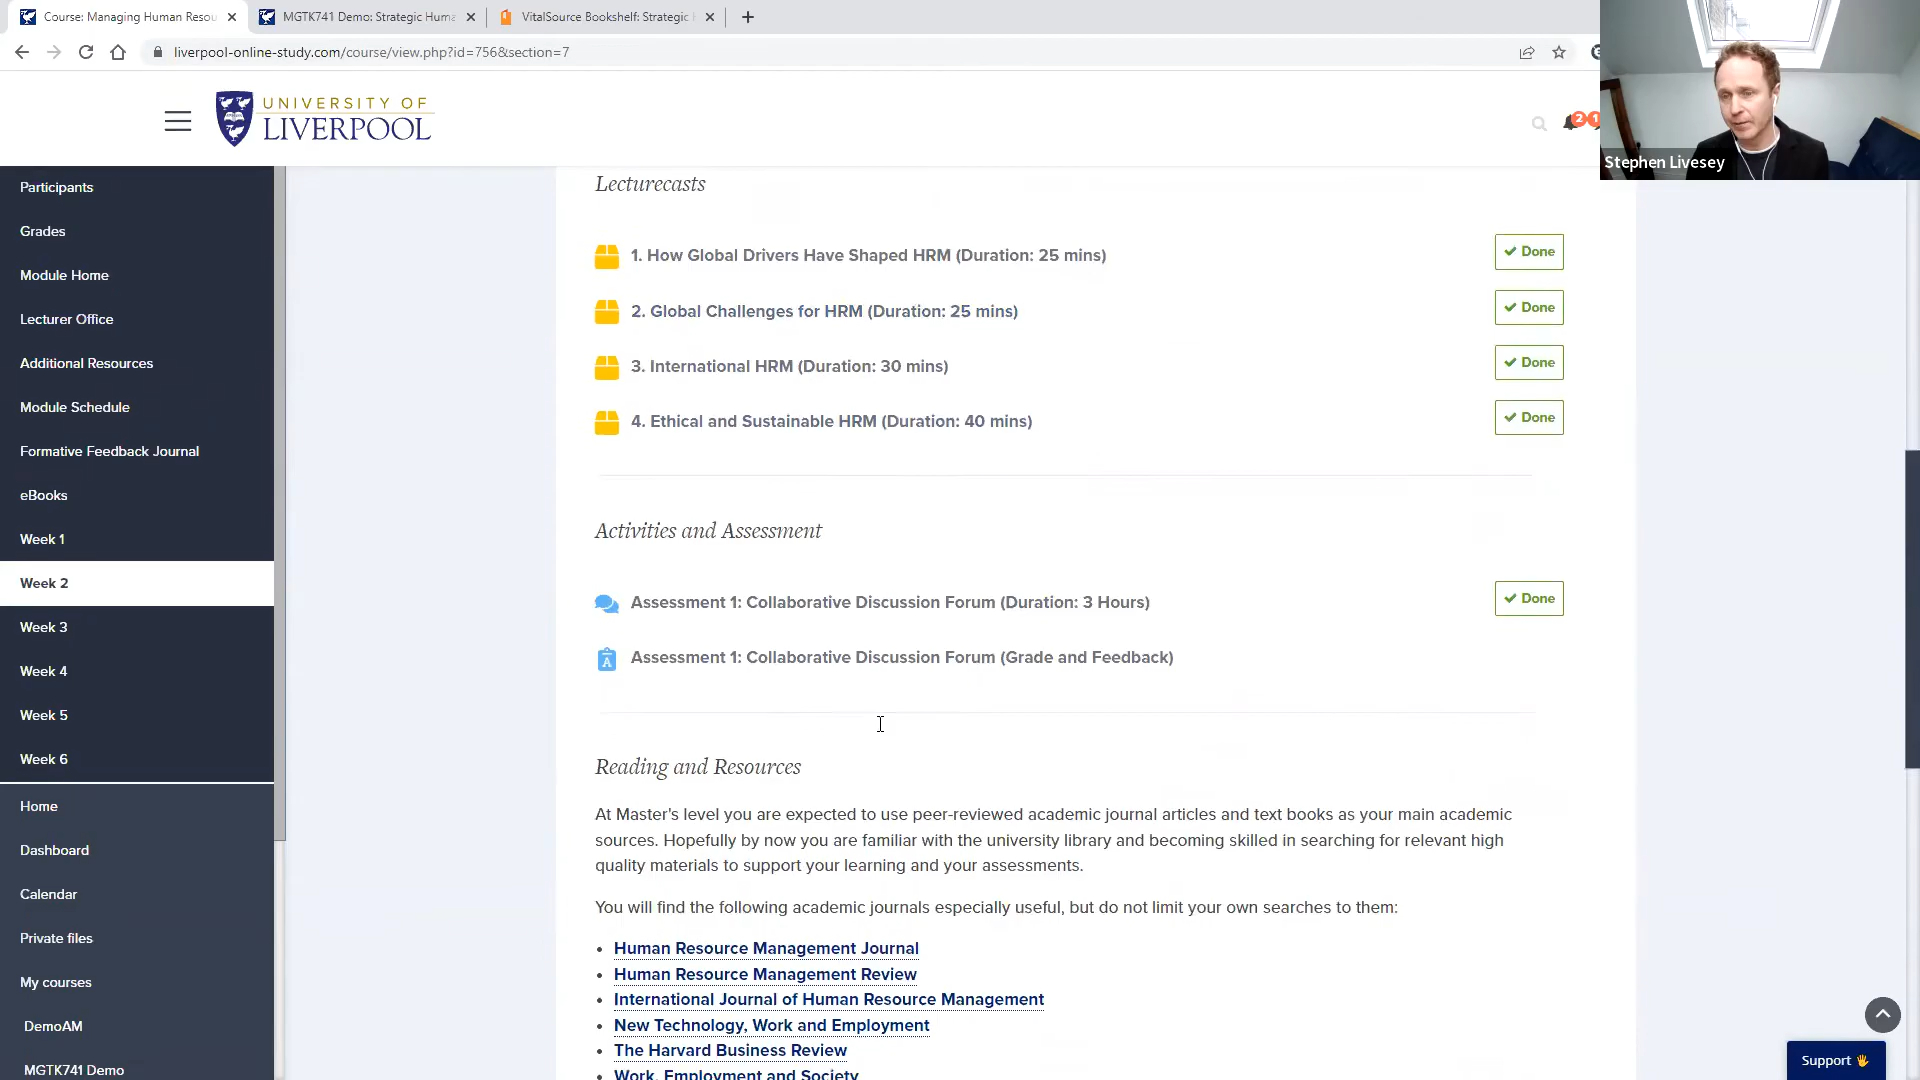 Course: Managing Human Resou
MGTK741 Demo: Strategic Huma
VitalSource Bookshelf: Strategic
liverpool-online-study.com/course/view.php?id=756&section=7
UNIVERSITY OF
LIVERPOOL
2
1
Stephen Livesey
Participants
Grades
Module Home
Lecturer Office
Additional Resources
Module Schedule
Formative Feedback Journal
eBooks
Week 1
Week 2
Week 3
Week 4
Week 5
Week 6
Home
Dashboard
Calendar
Private files
My courses
DemoAM
MGTK741 Demo
Lecturecasts
1. How Global Drivers Have Shaped HRM (Duration: 25 mins)
Done
2. Global Challenges for HRM (Duration: 25 mins)
Done
3. International HRM (Duration: 30 mins)
Done
4. Ethical and Sustainable HRM (Duration: 40 mins)
Done
Activities and Assessment
Assessment 1: Collaborative Discussion Forum (Duration: 3 Hours)
Done
Assessment 1: Collaborative Discussion Forum (Grade and Feedback)
Reading and Resources
At Master's level you are expected to use peer-reviewed academic journal articles and text books as your main academic
sources. Hopefully by now you are familiar with the university library and becoming skilled in searching for relevant high
quality materials to support your learning and your assessments.
You will find the following academic journals especially useful, but do not limit your own searches to them:
• Human Resource Management Journal
• Human Resource Management Review
• International Journal of Human Resource Management
• New Technology, Work and Employment
• The Harvard Business Review
• Work, Employment and Society
Support